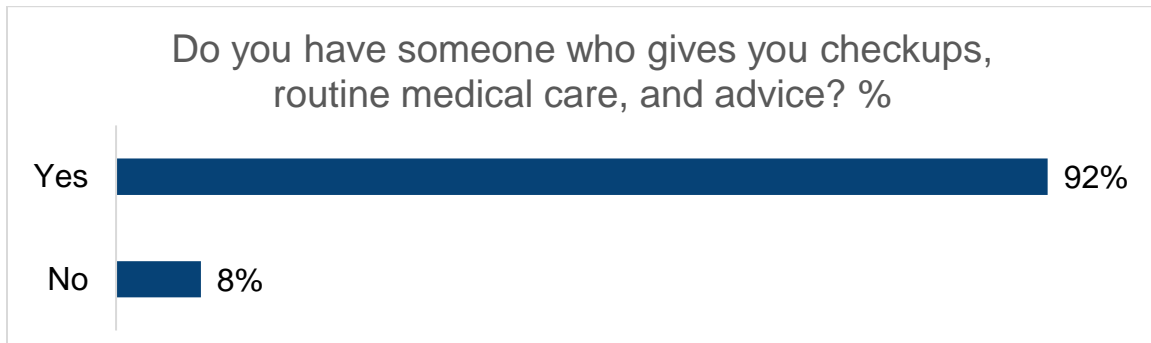 Do you have someone who gives you checkups,
routine medical care, and advice? %
Yes 92%
No 8%